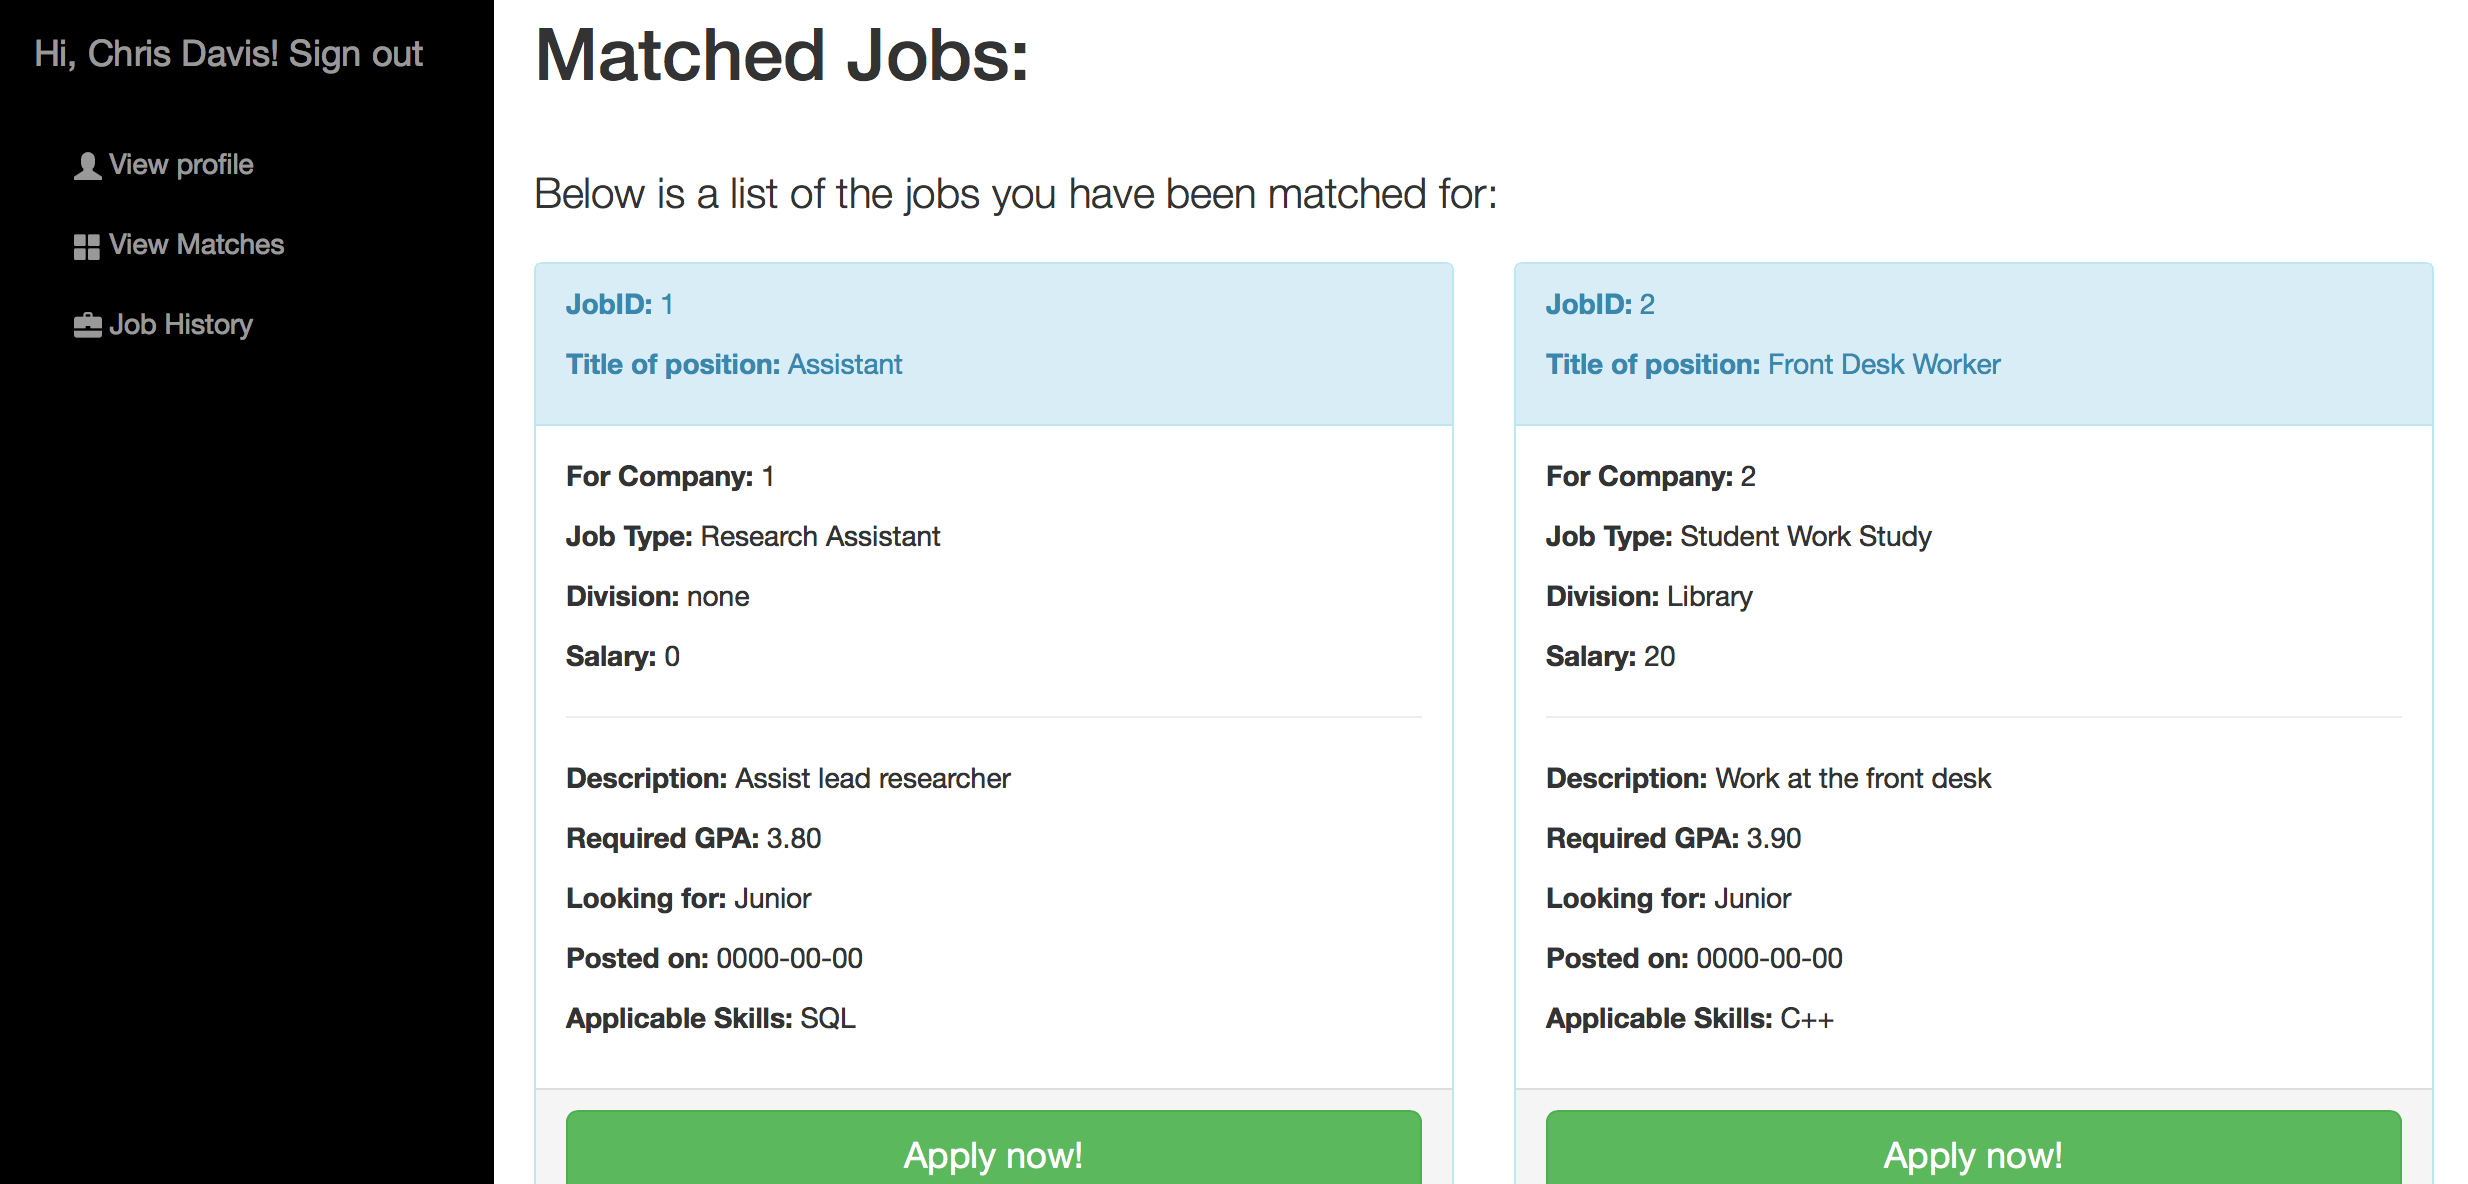 Hi, Chris Davis! Sign out
View profile
View Matches
Job History
Matched Jobs:
Below is a list of the jobs you have been matched for:
JobID: 1
Title of position: Assistant
For Company: 1
Job Type: Research Assistant
Division: none
Salary: 0
Description: Assist lead researcher
Required GPA: 3.80
Looking for: Junior
Posted on: 0000-00-00
Applicable Skills: SQL
Apply now!
JobID: 2
Title of position: Front Desk Worker
For Company: 2
Job Type: Student Work Study
Division: Library
Salary: 20
Description: Work at the front desk
Required GPA: 3.90
Looking for: Junior
Posted on: 0000-00-00
Applicable Skills: C++
Apply now!